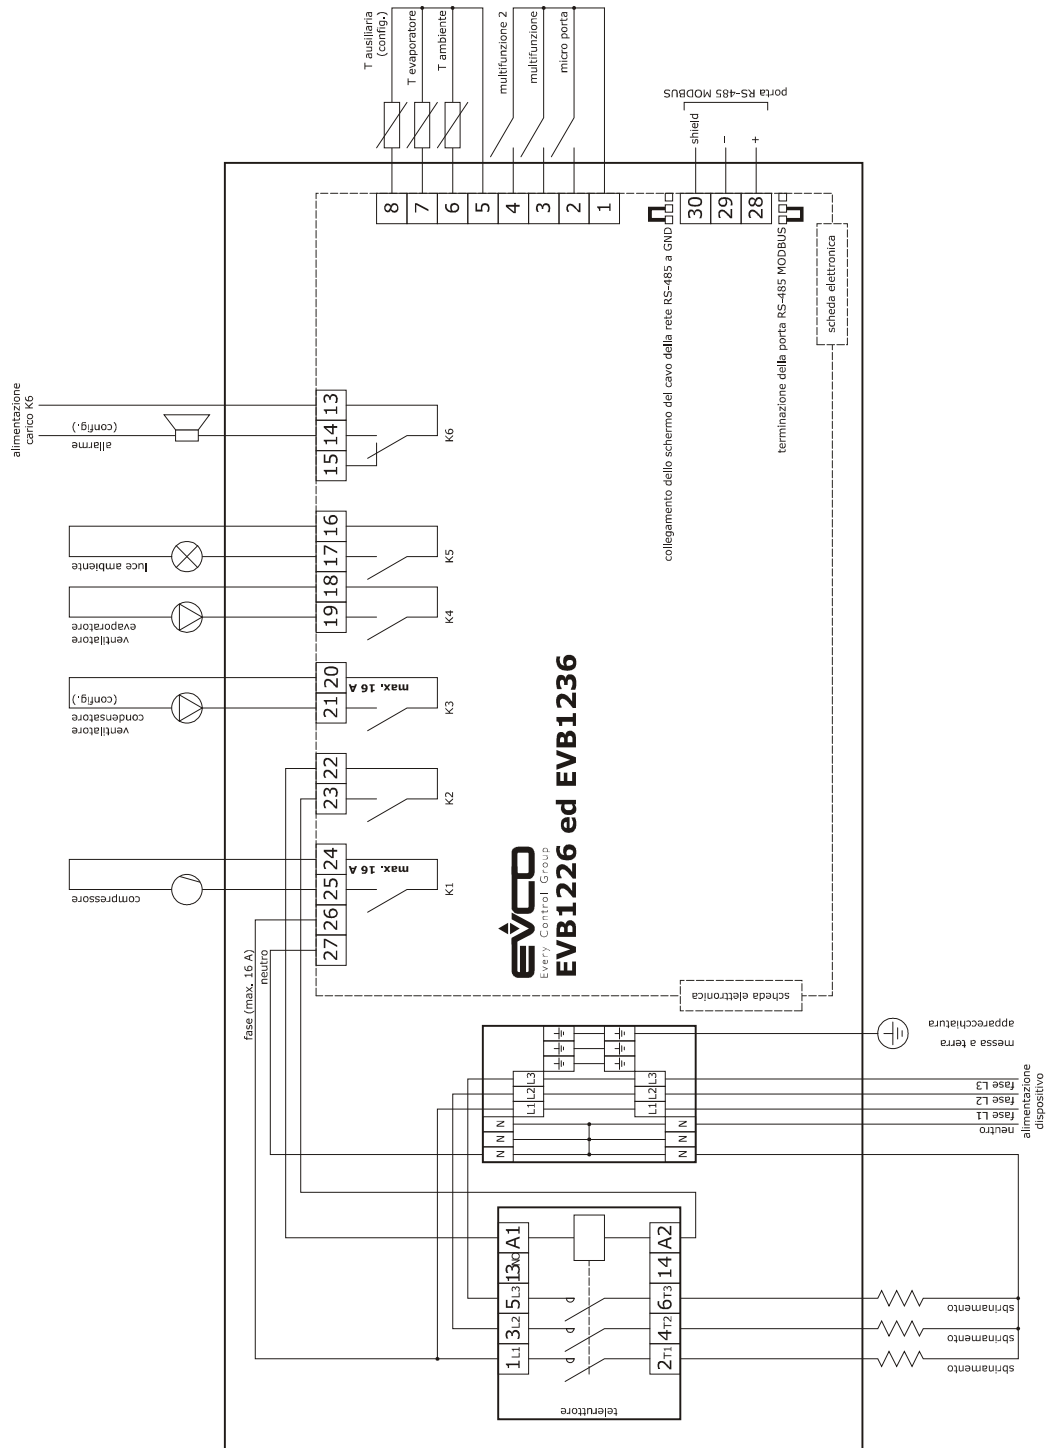 T ausiliaria
(config.)
T evaporatore
T ambiente
multifunzione 2
multifunzione
micro porta
porta RS-485 MODBUS
shield
–
+
8
7
6
5
4
3
2
1
30
29
28
collegamento dello schermo del cavo della rete RS-485 a GND
terminazione della porta RS-485 MODBUS
scheda elettronica
alimentazione
carico K6
allarme
(config.)
13
14
15
K6
luce ambiente
16
17
K5
ventilatore
evaporatore
18
19
K4
ventilatore
condensatore
(config.)
20
21
max. 16 A
K3
22
23
K2
compressore
24
25
max. 16 A
K1
26
27
fase (max. 16 A)
neutro
EVCO
Every Control Group
EVB1226 ed EVB1236
scheda elettronica
messa a terra
apparecchiatura
L3
L2
L1
N
N
N
L3
L2
L1
N
N
N
fase L3
fase L2
fase L1
neutro
alimentazione
dispositivo
A1
13NO
5L3
3L2
1L1
A2
14
6T3
4T2
2T1
teleruttore
sbrinamento
sbrinamento
sbrinamento